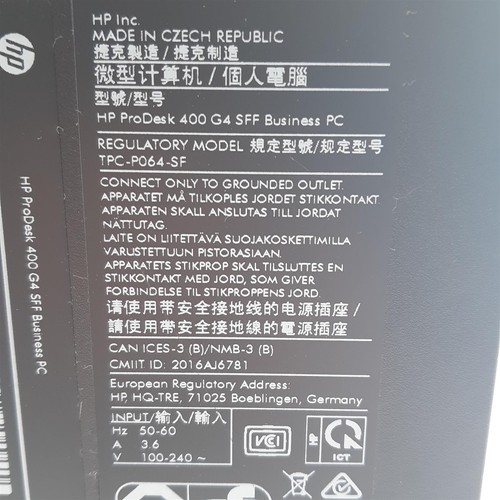 hp
HP Inc.
MADE IN CZECH REPUBLIC
捷克製造 / 捷克制造
微型计算机 / 個人電腦
型號/型号
HP ProDesk 400 G4 SFF Business PC
REGULATORY MODEL 規定型號/规定型号
TPC-P064-SF
CONNECT ONLY TO GROUNDED OUTLET.
APPARATET MÅ TILKOPLES JORDET STIKKONTAKT.
APPARATEN SKALL ANSLUTAS TILL JORDAT
NÄTTUTAG.
LAITE ON LIITETTÄVÄ SUOJAKOSKETTIMILLA
VARUSTETTUUN PISTORASIAAN.
APPARATETS STIKPROP SKAL TILSLUTTES EN
STIKKONTAKT MED JORD, SOM GIVER
FORBINDELSE TIL STIKPROPPENS JORD.
请使用带安全接地线的电源插座 /
請使用帶安全接地線的電源插座
CAN ICES-3 (B)/NMB-3 (B)
CMIIT ID: 2016AJ6781
European Regulatory Address:
HP, HQ-TRE, 71025 Boeblingen, Germany
INPUT/输入/輸入
Hz 50-60
A 3.6
V 100-240 ~
VCI
HP
ICT
HP ProDesk 400 G4 SFF Business PC